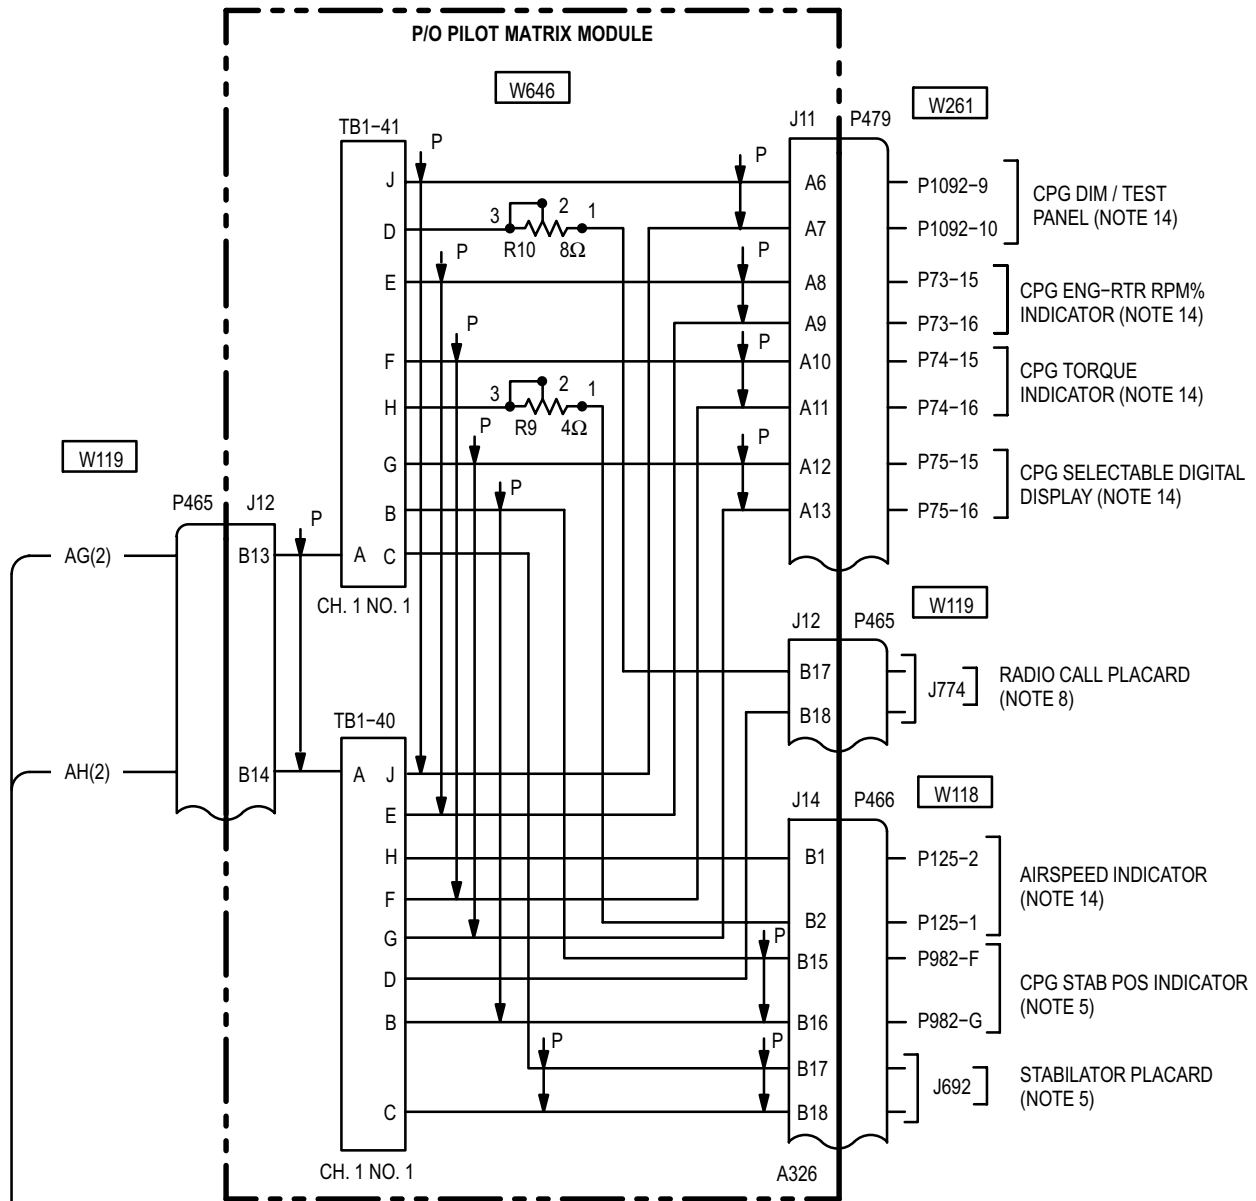 P/O PILOT MATRIX MODULE
W646
W261
TB1−41
J11 P479
P
P
J
A6
P1092−9
CPG DIM / TEST
PANEL (NOTE 14)
3 2 1
D
R10 8Ω
A7
P1092−10
P
P
E
A8
P73−15
CPG ENG−RTR RPM%
INDICATOR (NOTE 14)
A9
P73−16
P
P
F
A10
P74−15
CPG TORQUE
INDICATOR (NOTE 14)
3 2 1
H
R9 4Ω
A11
P74−16
P
P
G
A12
P75−15
CPG SELECTABLE DIGITAL
DISPLAY (NOTE 14)
W119
P
B
A13
P75−16
P465 J12
P
AG(2)
B13
A C
CH. 1 NO. 1
W119
J12 P465
B17
J774
RADIO CALL PLACARD
(NOTE 8)
B18
TB1−40
AH(2)
B14
A J
W118
J14 P466
E
H
B1
P125−2
AIRSPEED INDICATOR
(NOTE 14)
F
B2
P125−1
G
P
B15
P982−F
CPG STAB POS INDICATOR
(NOTE 5)
D
B
B16
P982−G
P
P
B17
J692
STABILATOR PLACARD
(NOTE 5)
C
B18
CH. 1 NO. 1
A326